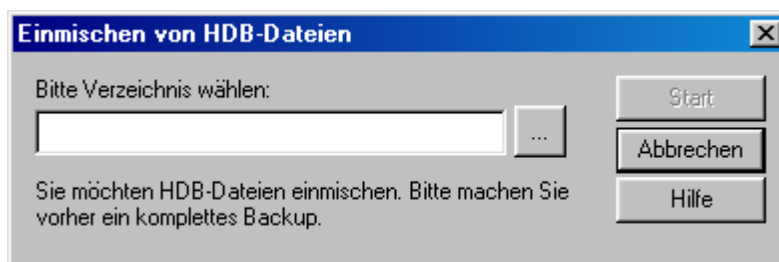 Einmischen von HDB-Dateien
Bitte Verzeichnis wählen:
...
Start
Abbrechen
Hilfe
Sie möchten HDB-Dateien einmischen. Bitte machen Sie
vorher ein komplettes Backup.